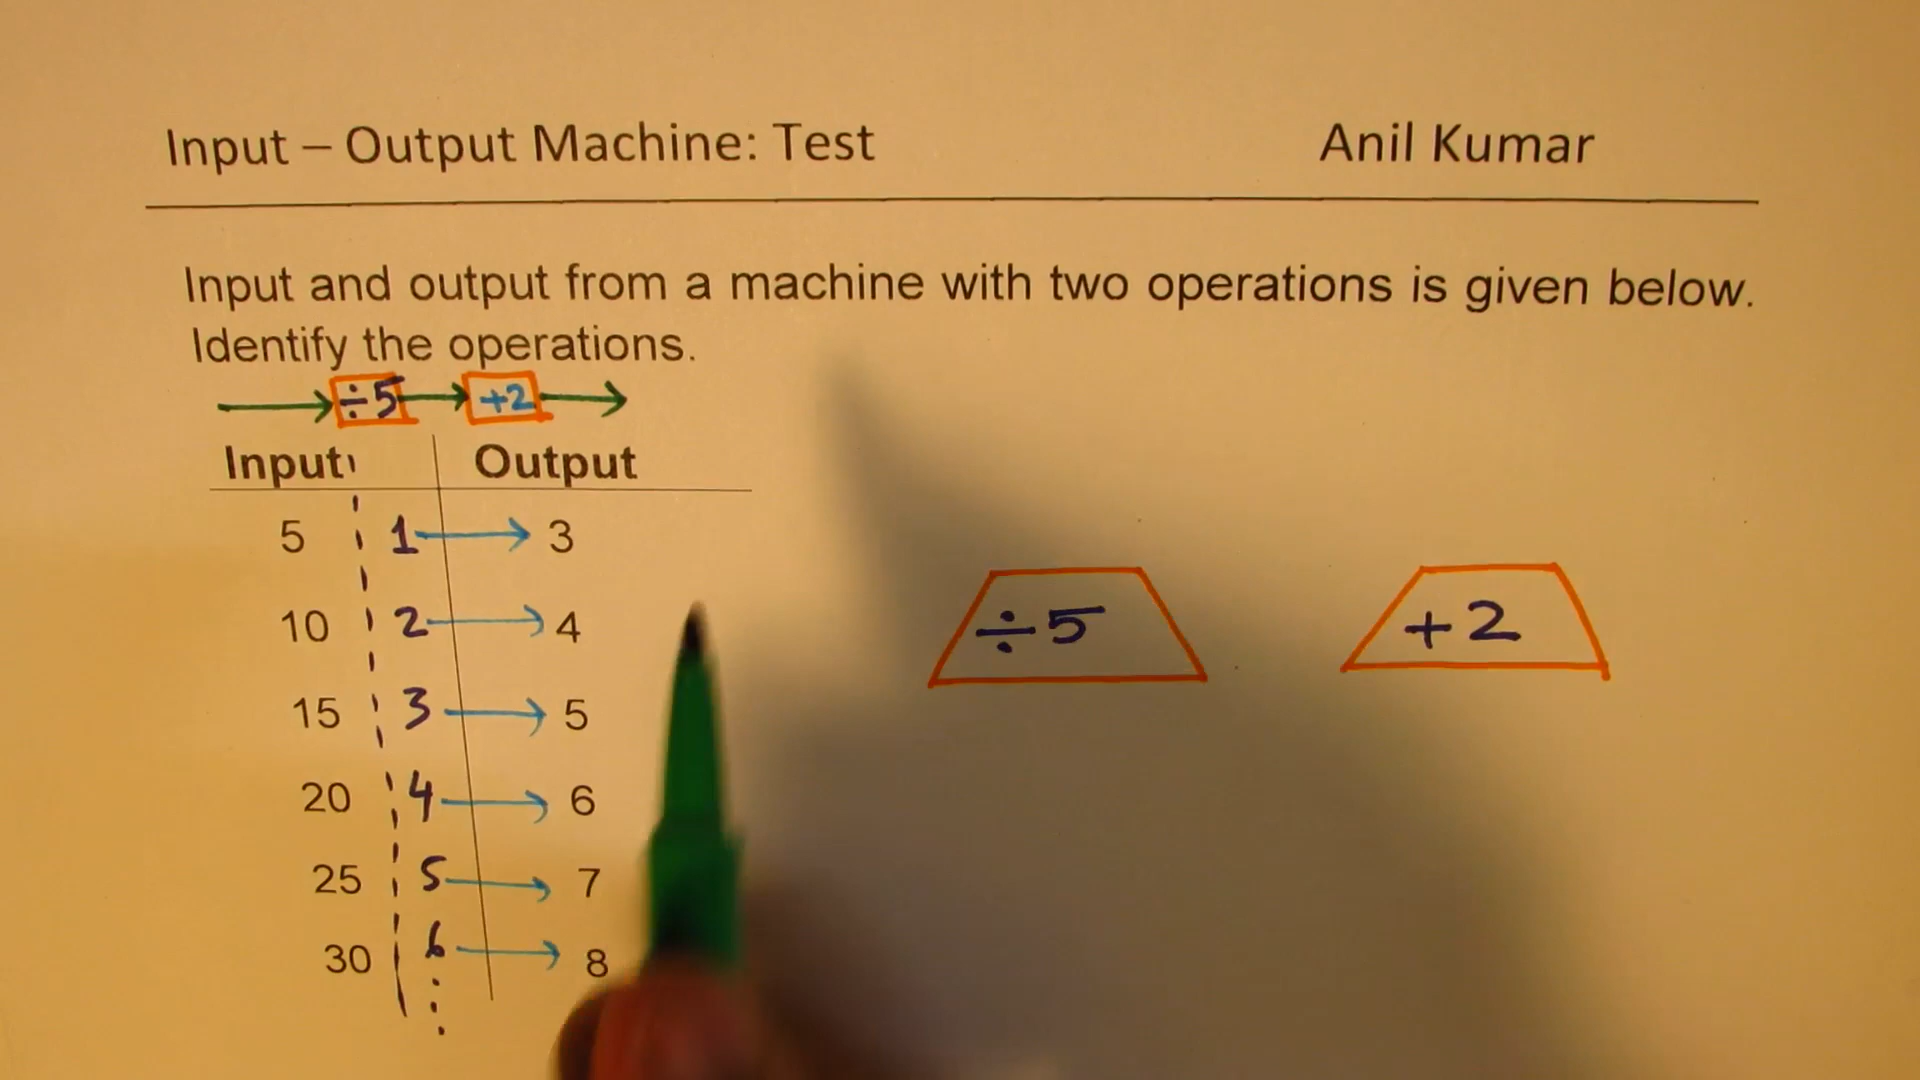 Input – Output Machine: Test Anil Kumar
Input and output from a machine with two operations is given below.
Identify the operations.
÷5 +2
Input Output
5 1 3
10 2 4
15 3 5
20 4 6
25 5 7
30 6 8
÷5 +2